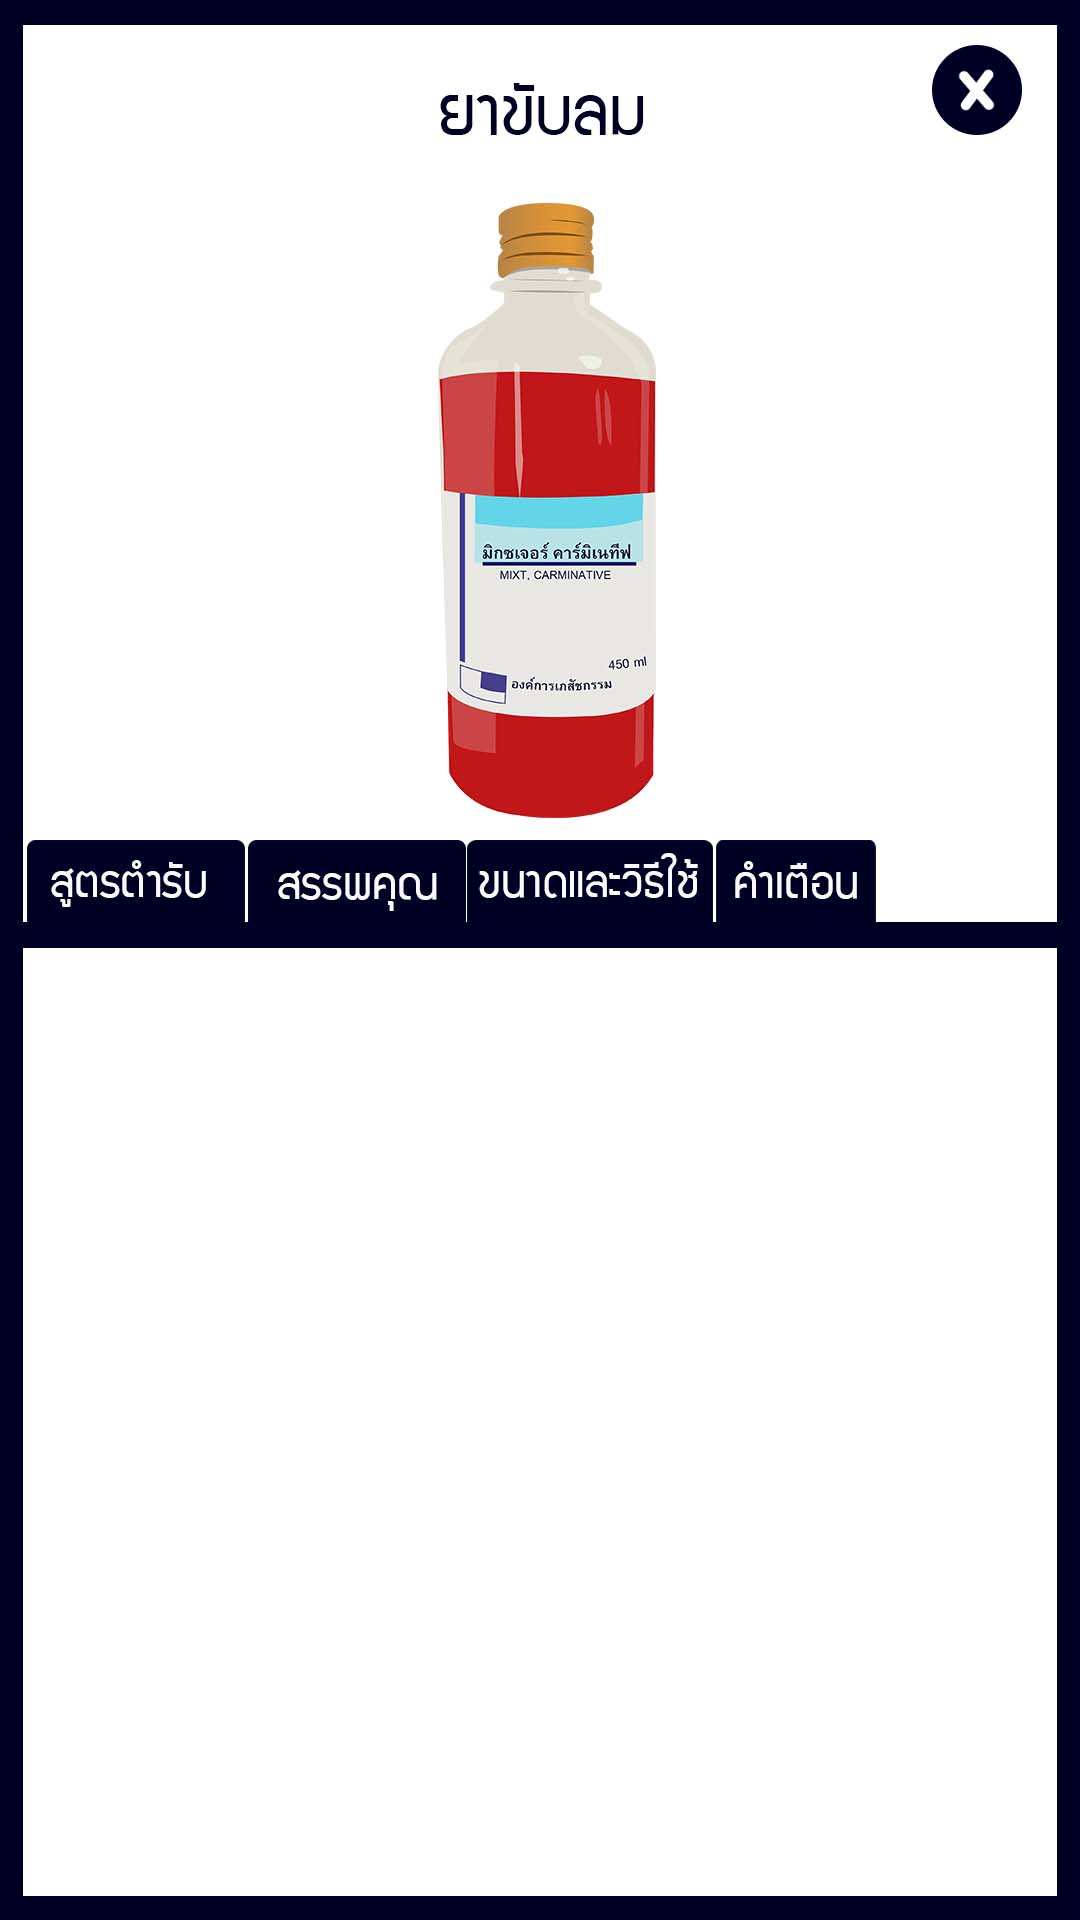 ยาขับลม
X
มิกซเจอร์ คาร์มิเนทีฟ
MIXT, CARMINATIVE
450 ml
องค์การเภสัชกรรม
สูตรตำรับ
สรรพคุณ
ขนาดและวิธีใช้
คำเตือน